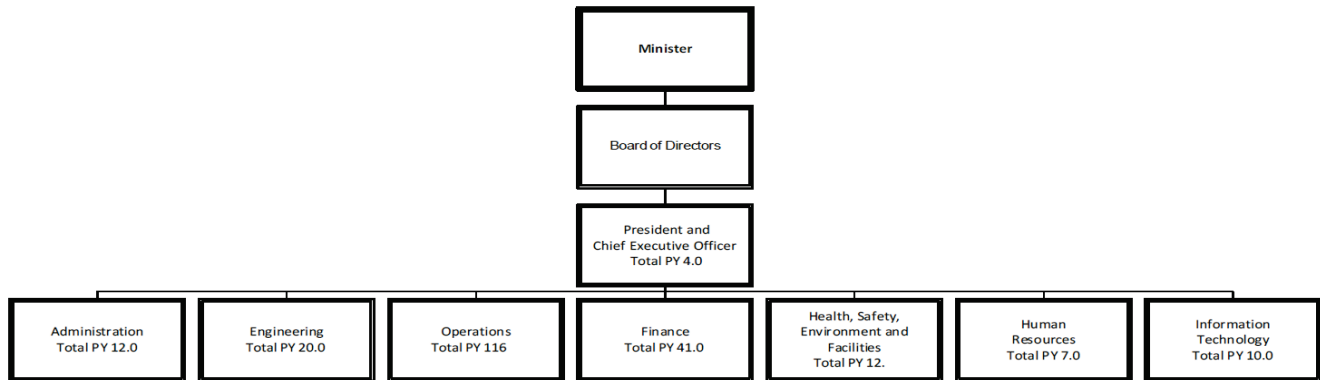 Minister
Board of Directors
President and
Chief Executive Officer
Total PY 4.0
Administration
Total PY 12.0
Engineering
Total PY 20.0
Operations
Total PY 116
Finance
Total PY 41.0
Health, Safety,
Environment and
Facilities
Total PY 12.
Human
Resources
Total PY 7.0
Information
Technology
Total PY 10.0